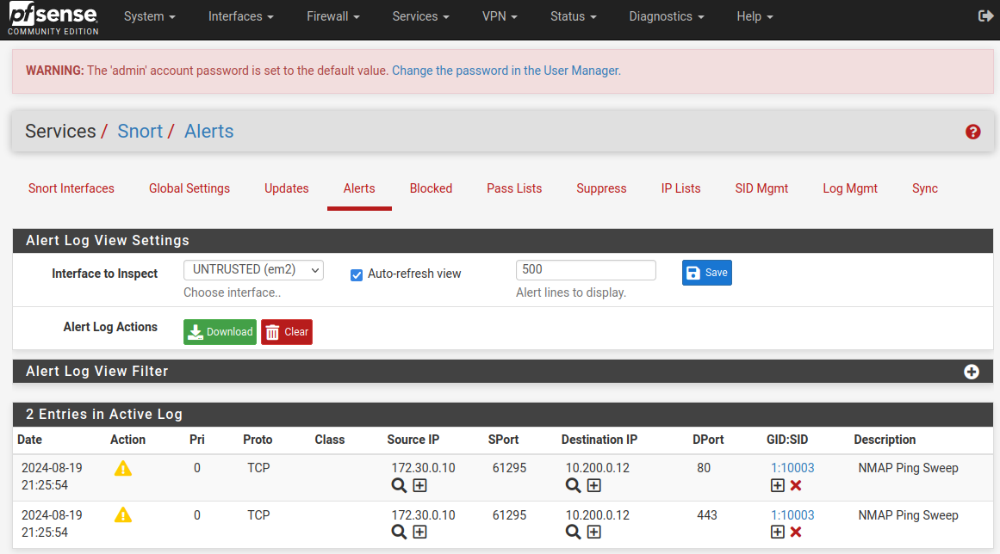 pfsense
COMMUNITY EDITION
System Interfaces Firewall Services VPN Status Diagnostics Help
WARNING: The 'admin' account password is set to the default value. Change the password in the User Manager.
Services / Snort / Alerts
Snort Interfaces Global Settings Updates Alerts Blocked Pass Lists Suppress IP Lists SID Mgmt Log Mgmt Sync
Alert Log View Settings
Interface to Inspect UNTRUSTED (em2) Auto-refresh view 500 Save
Choose interface.. Alert lines to display.
Alert Log Actions Download Clear
Alert Log View Filter
2 Entries in Active Log
Date Action Pri Proto Class Source IP SPort Destination IP DPort GID:SID Description
2024-08-19 0 TCP 172.30.0.10 61295 10.200.0.12 80 1:10003 NMAP Ping Sweep
21:25:54
2024-08-19 0 TCP 172.30.0.10 61295 10.200.0.12 443 1:10003 NMAP Ping Sweep
21:25:54